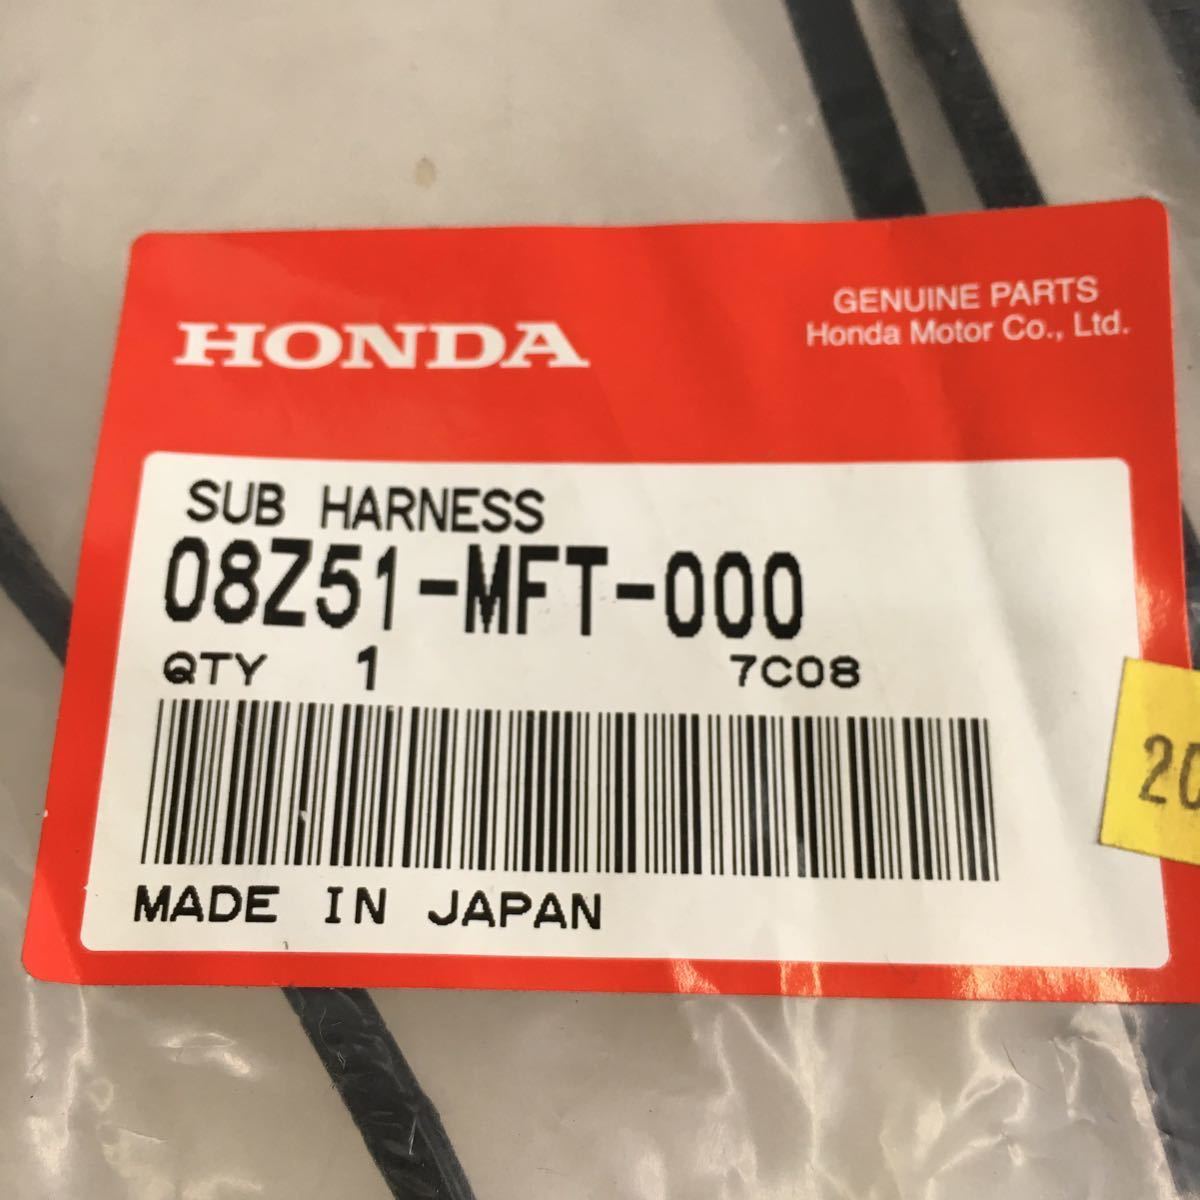 HONDA
GENUINE PARTS
Honda Motor Co., Ltd.
SUB HARNESS
08Z51-MFT-000
QTY 1 7C08
MADE IN JAPAN